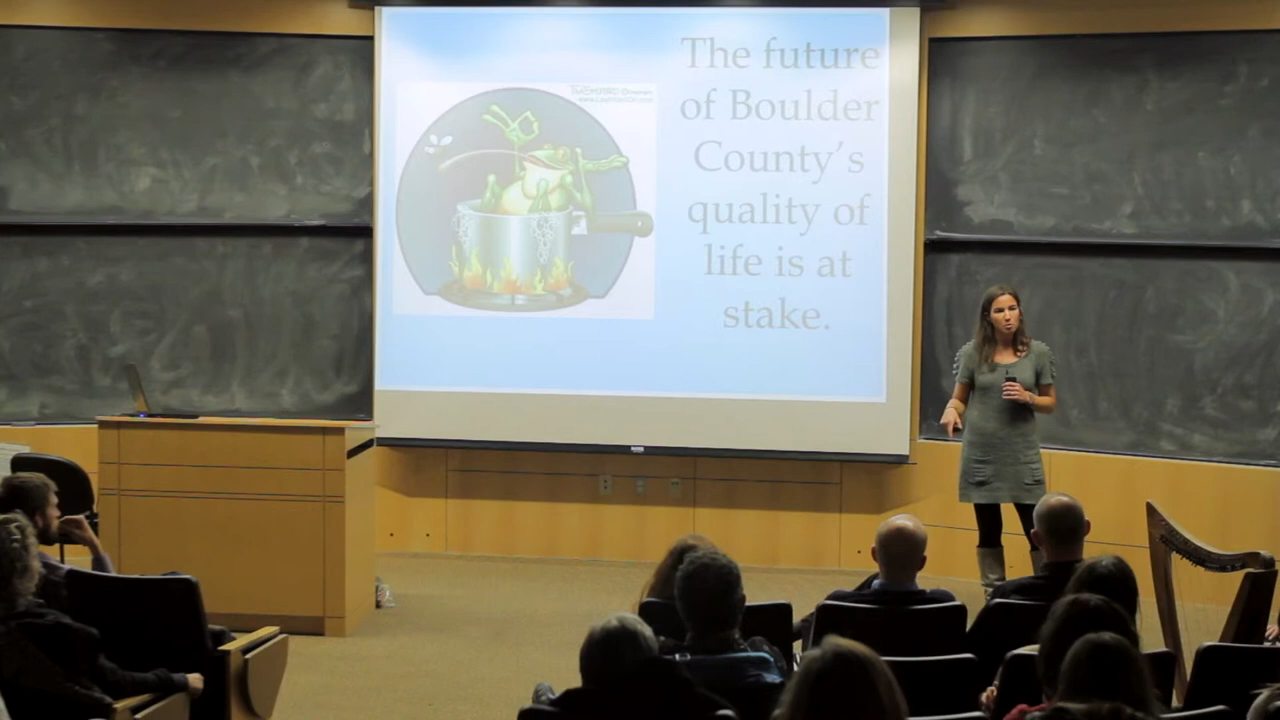 The future
of Boulder
County's
quality of
life is at
stake.